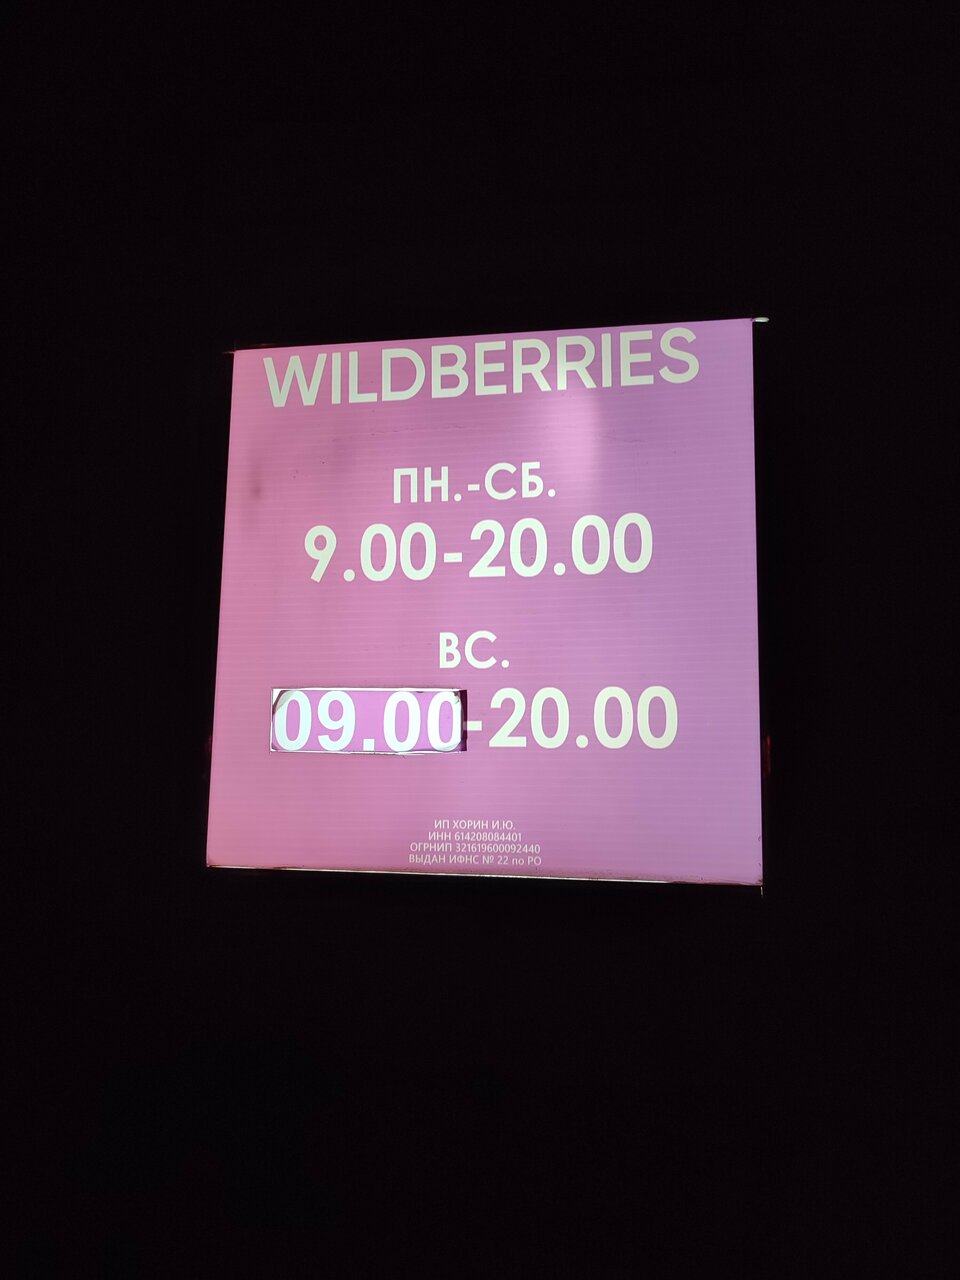 WILDBERRIES
ПН.-СБ.
9.00-20.00
ВС.
09.00-20.00
ИП ХОРИН И.Ю.
ИНН 614208084401
ОГРНИП 321619600092440
ВЫДАН ИФНС № 22 по РО